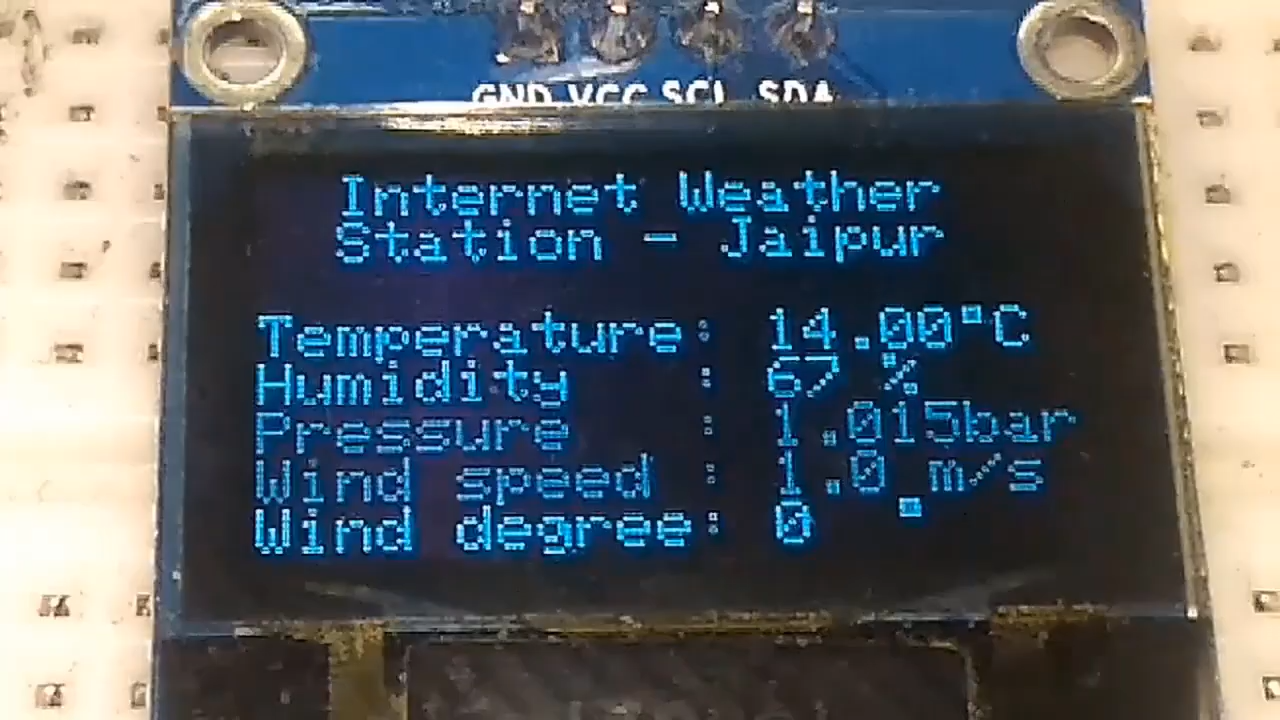 GND VCC SCL SDA
Internet Weather
Station - Jaipur
Temperature: 14.00°C
Humidity : 67 %
Pressure : 1.015bar
Wind speed : 1.0 m/s
Wind degree: 0 °